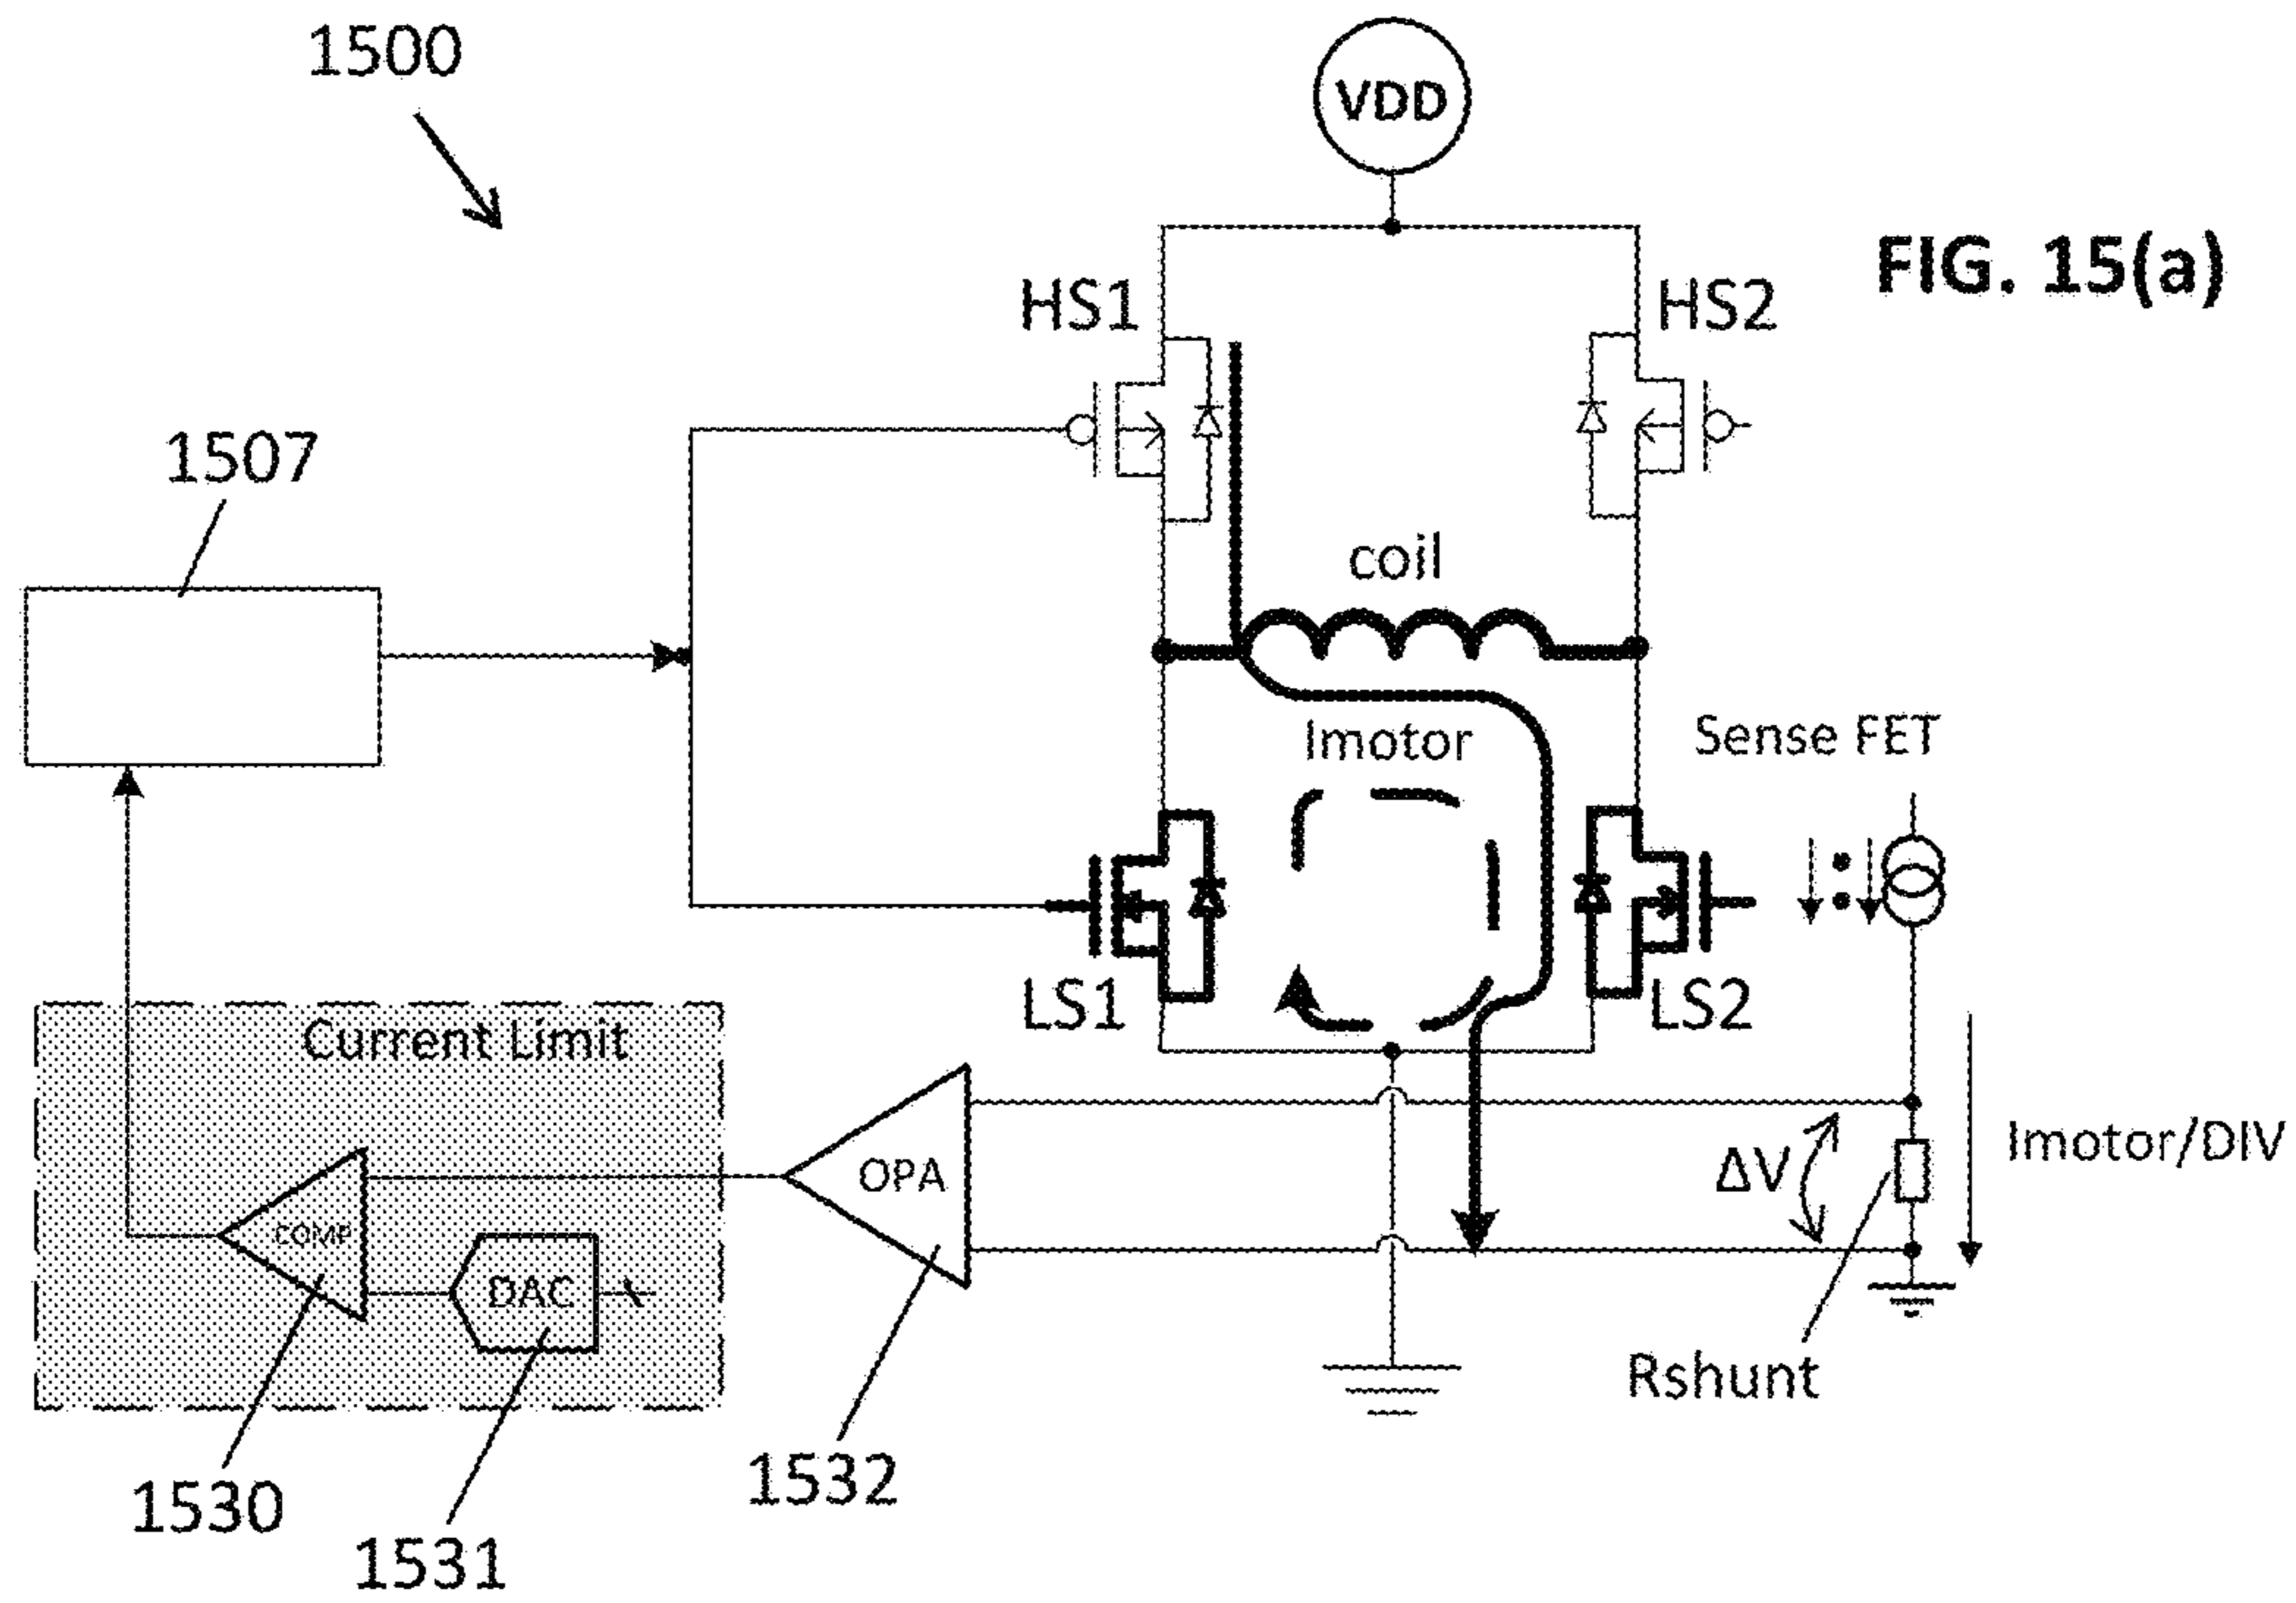 1500
VDD
FIG. 15(a)
HS1
HS2
1507
coil
Imotor
Sense FET
LS1
LS2
Current Limit
OPA
ΔV
Imotor/DIV
COMP
DAC
Rshunt
1532
1530
1531